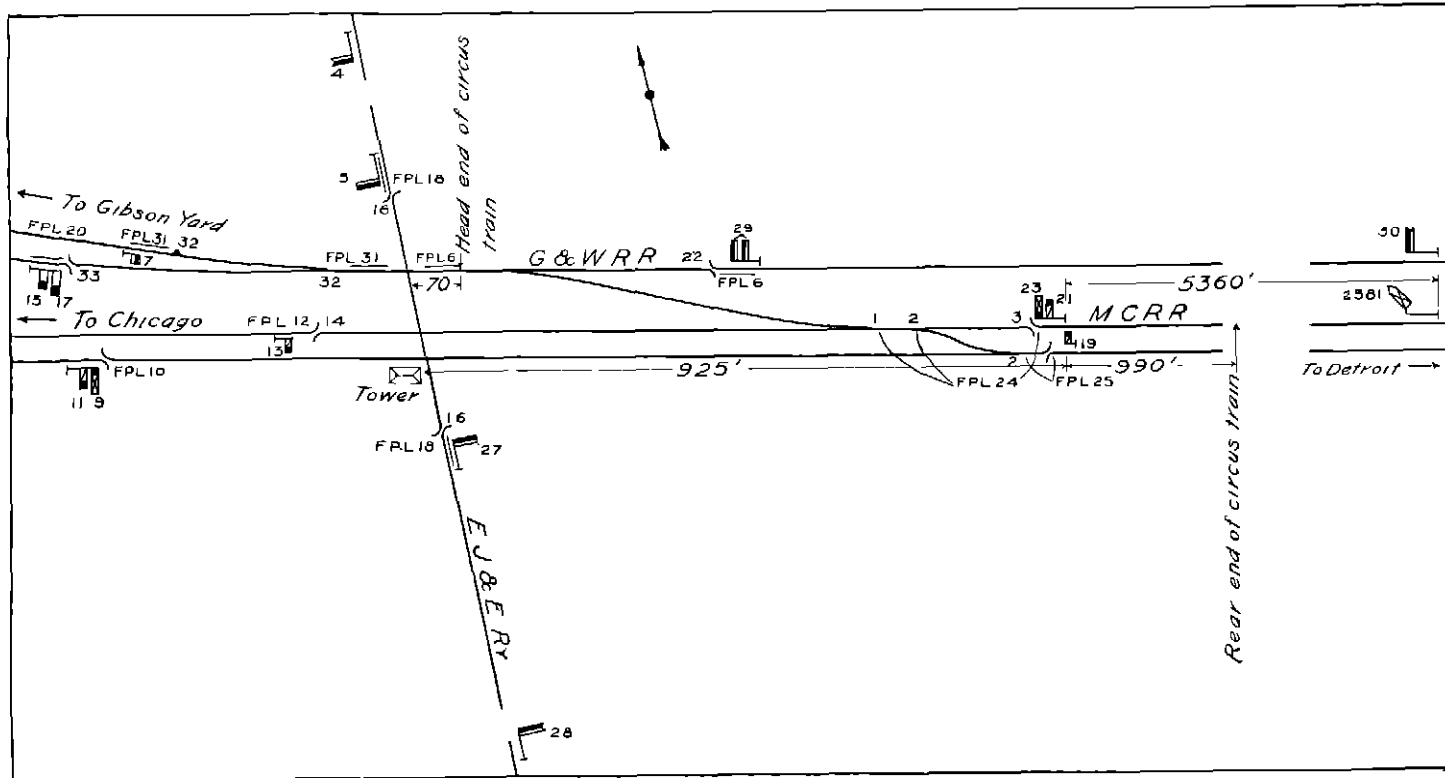 4
5
FPL 18
16
Head end of circus
train
To Gibson Yard
FPL 20
FPL 31
32
7
33
15
17
FPL 31
32
FPL 6
70
G & W R R
22
29
FPL 6
30
5360'
2581
23
21
M C R R
3
19
To Chicago
FPL 12
14
13
1
2
2
1
FPL 24
FPL 25
925'
990'
To Detroit
FPL 10
11
9
Tower
16
FPL 18
27
E J & E RY
Rear end of circus train
28